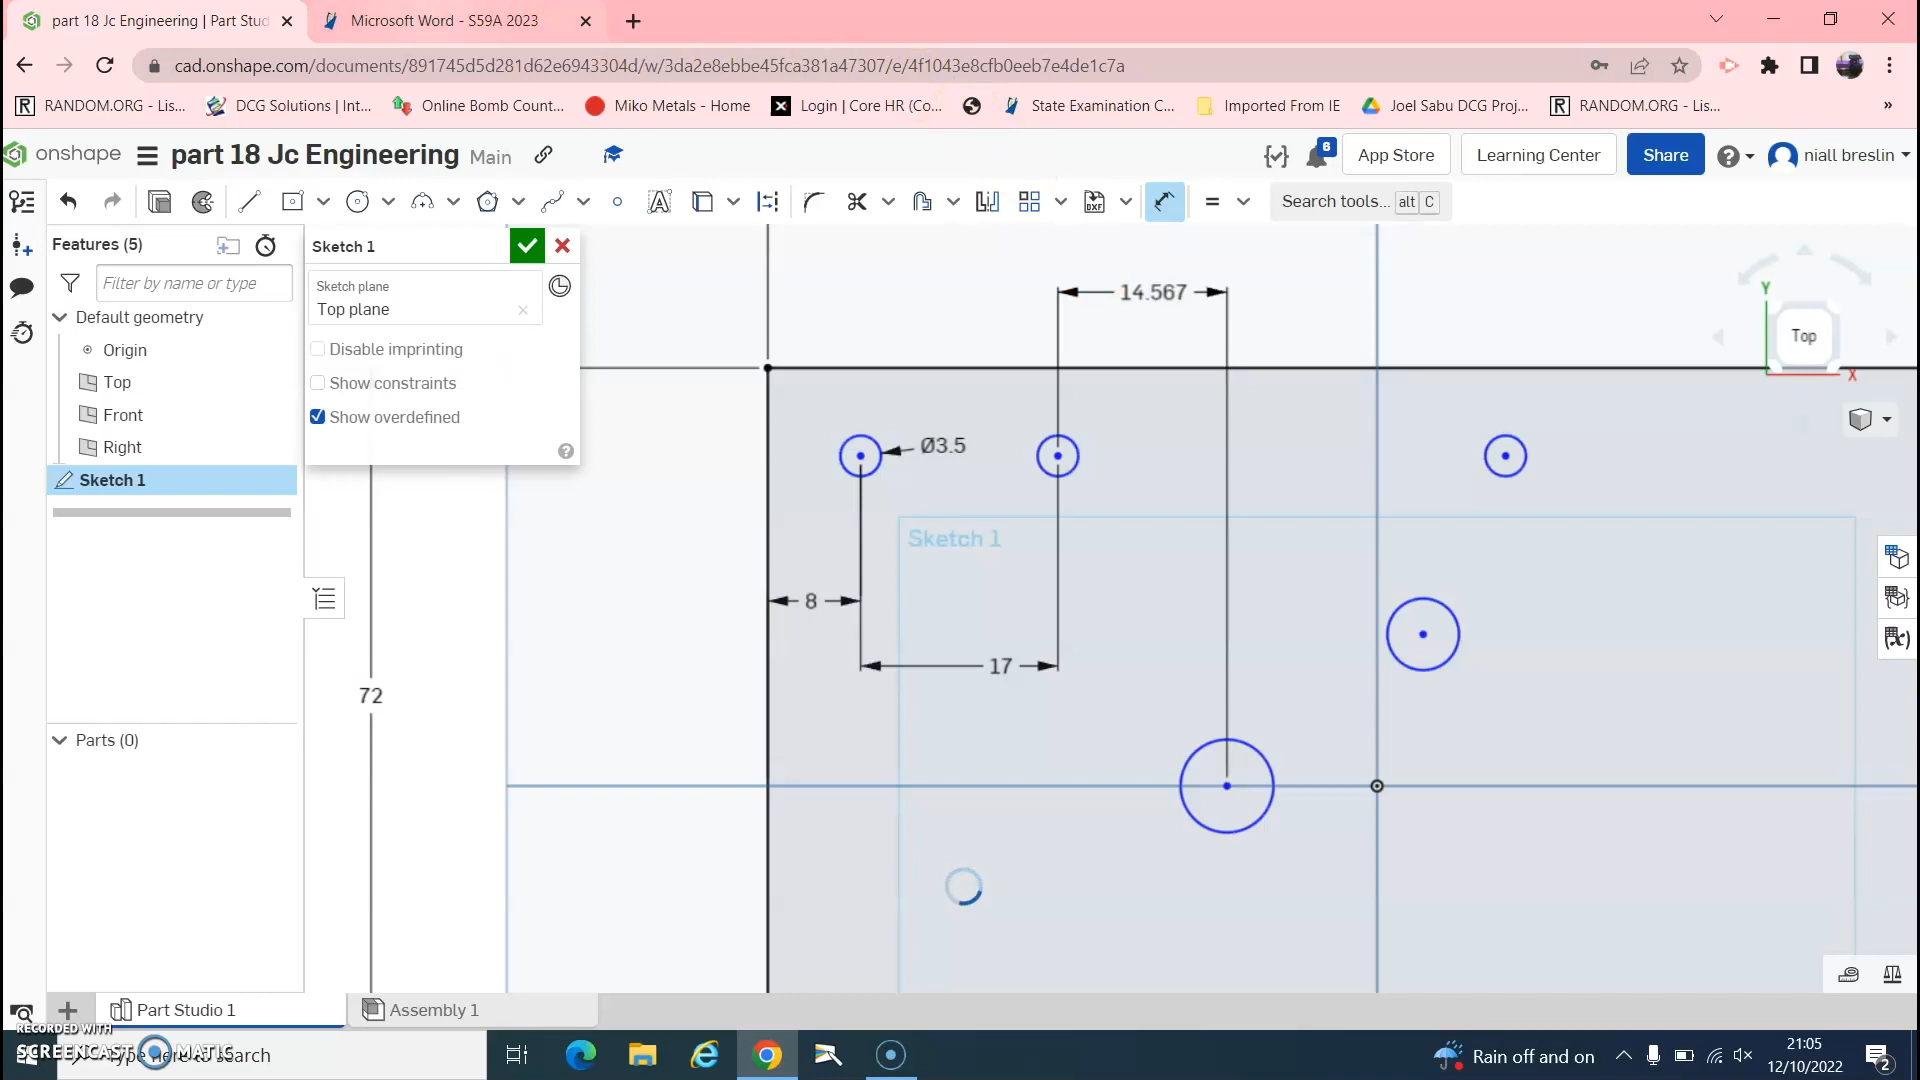 part 18 Jc Engineering | Part Stud
Microsoft Word - S59A 2023
cad.onshape.com/documents/891745d5d281d62e6943304d/w/3da2e8ebbe45fca381a47307/e/4f1043e8cfb0eeb7e4de1c7a
RANDOM.ORG - Lis...
DCG Solutions | Int...
Online Bomb Count...
Miko Metals - Home
Login | Core HR (Co...
State Examination C...
Imported From IE
Joel Sabu DCG Proj...
RANDOM.ORG - Lis...
»
onshape
part 18 Jc Engineering
Main
6
App Store
Learning Center
Share
niall breslin
Search tools... alt C
Features (5)
Filter by name or type
Default geometry
Origin
Top
Front
Right
Sketch 1
Parts (0)
Sketch 1
Sketch plane
Top plane
Disable imprinting
Show constraints
Show overdefined
14.567
Ø3.5
Sketch 1
8
17
72
Y
Top
X
Part Studio 1
Assembly 1
RECORDED WITH
SCREENCAST MATIC
Type here to search
Rain off and on
21:05
12/10/2022
2